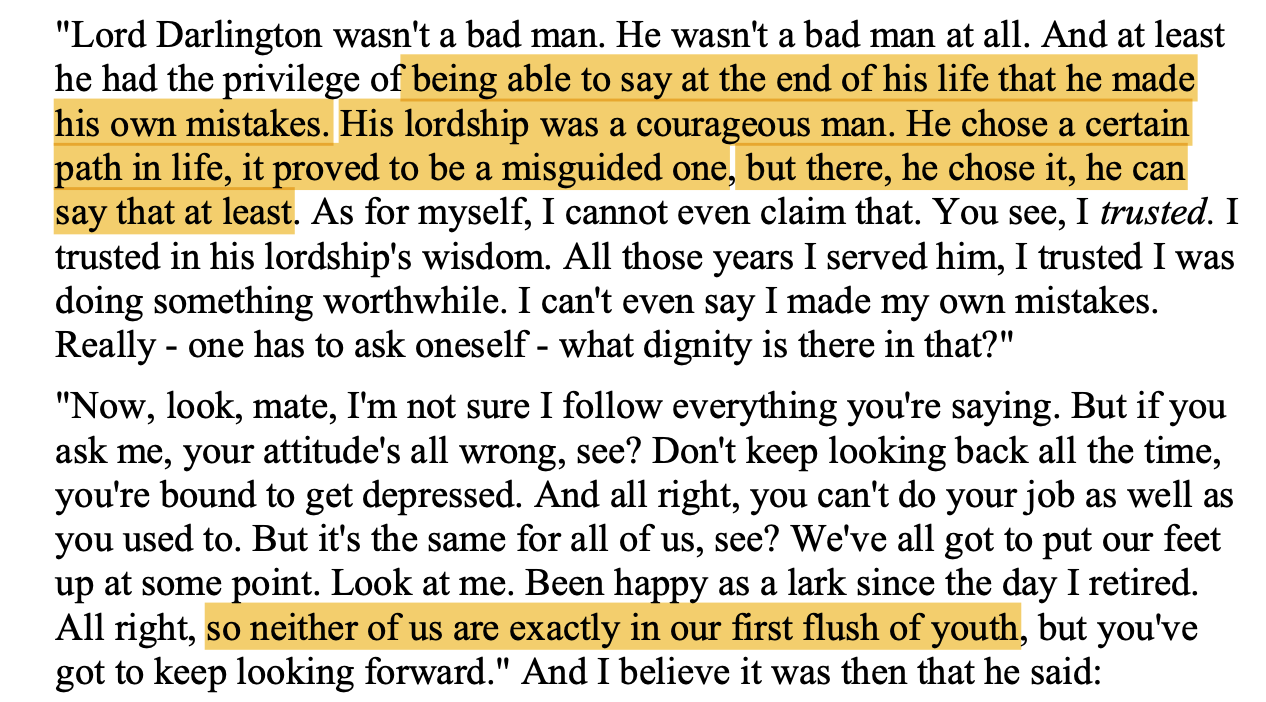 "Lord Darlington wasn't a bad man. He wasn't a bad man at all. And at least
he had the privilege of being able to say at the end of his life that he made
his own mistakes. His lordship was a courageous man. He chose a certain
path in life, it proved to be a misguided one, but there, he chose it, he can
say that at least. As for myself, I cannot even claim that. You see, I trusted. I
trusted in his lordship's wisdom. All those years I served him, I trusted I was
doing something worthwhile. I can't even say I made my own mistakes.
Really - one has to ask oneself - what dignity is there in that?"
"Now, look, mate, I'm not sure I follow everything you're saying. But if you
ask me, your attitude's all wrong, see? Don't keep looking back all the time,
you're bound to get depressed. And all right, you can't do your job as well as
you used to. But it's the same for all of us, see? We've all got to put our feet
up at some point. Look at me. Been happy as a lark since the day I retired.
All right, so neither of us are exactly in our first flush of youth, but you've
got to keep looking forward." And I believe it was then that he said: